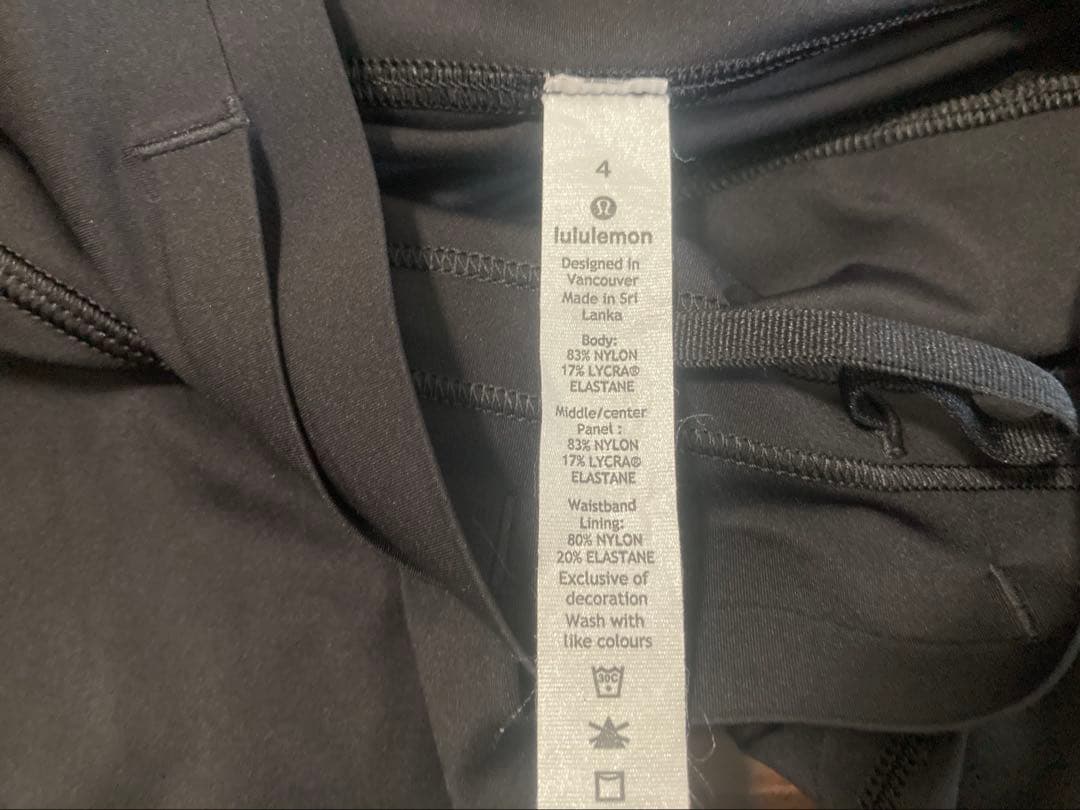 4
lululemon
Designed in
Vancouver
Made in Sri
Lanka
Body:
83% NYLON
17% LYCRA®
ELASTANE
Middle/center
Panel :
83% NYLON
17% LYCRA®
ELASTANE
Waistband
Lining:
80% NYLON
20% ELASTANE
Exclusive of
decoration
Wash with
like colours
30C